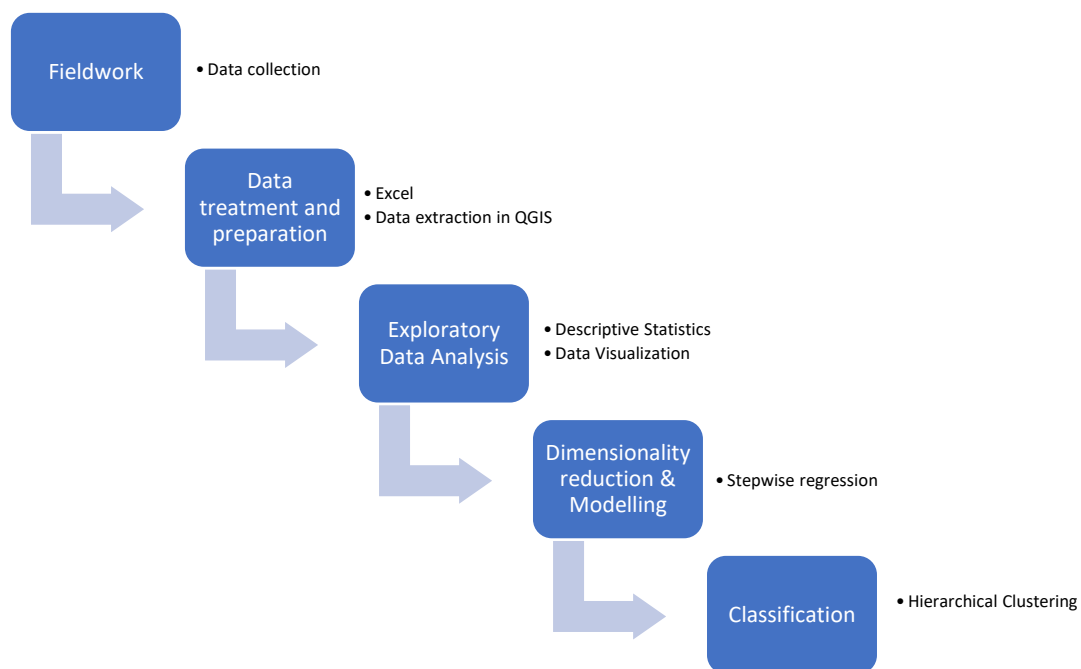 Fieldwork
• Data collection
Data
treatment and
preparation
• Excel
• Data extraction in QGIS
Exploratory
Data Analysis
• Descriptive Statistics
• Data Visualization
Dimensionality
reduction &
Modelling
• Stepwise regression
Classification
• Hierarchical Clustering